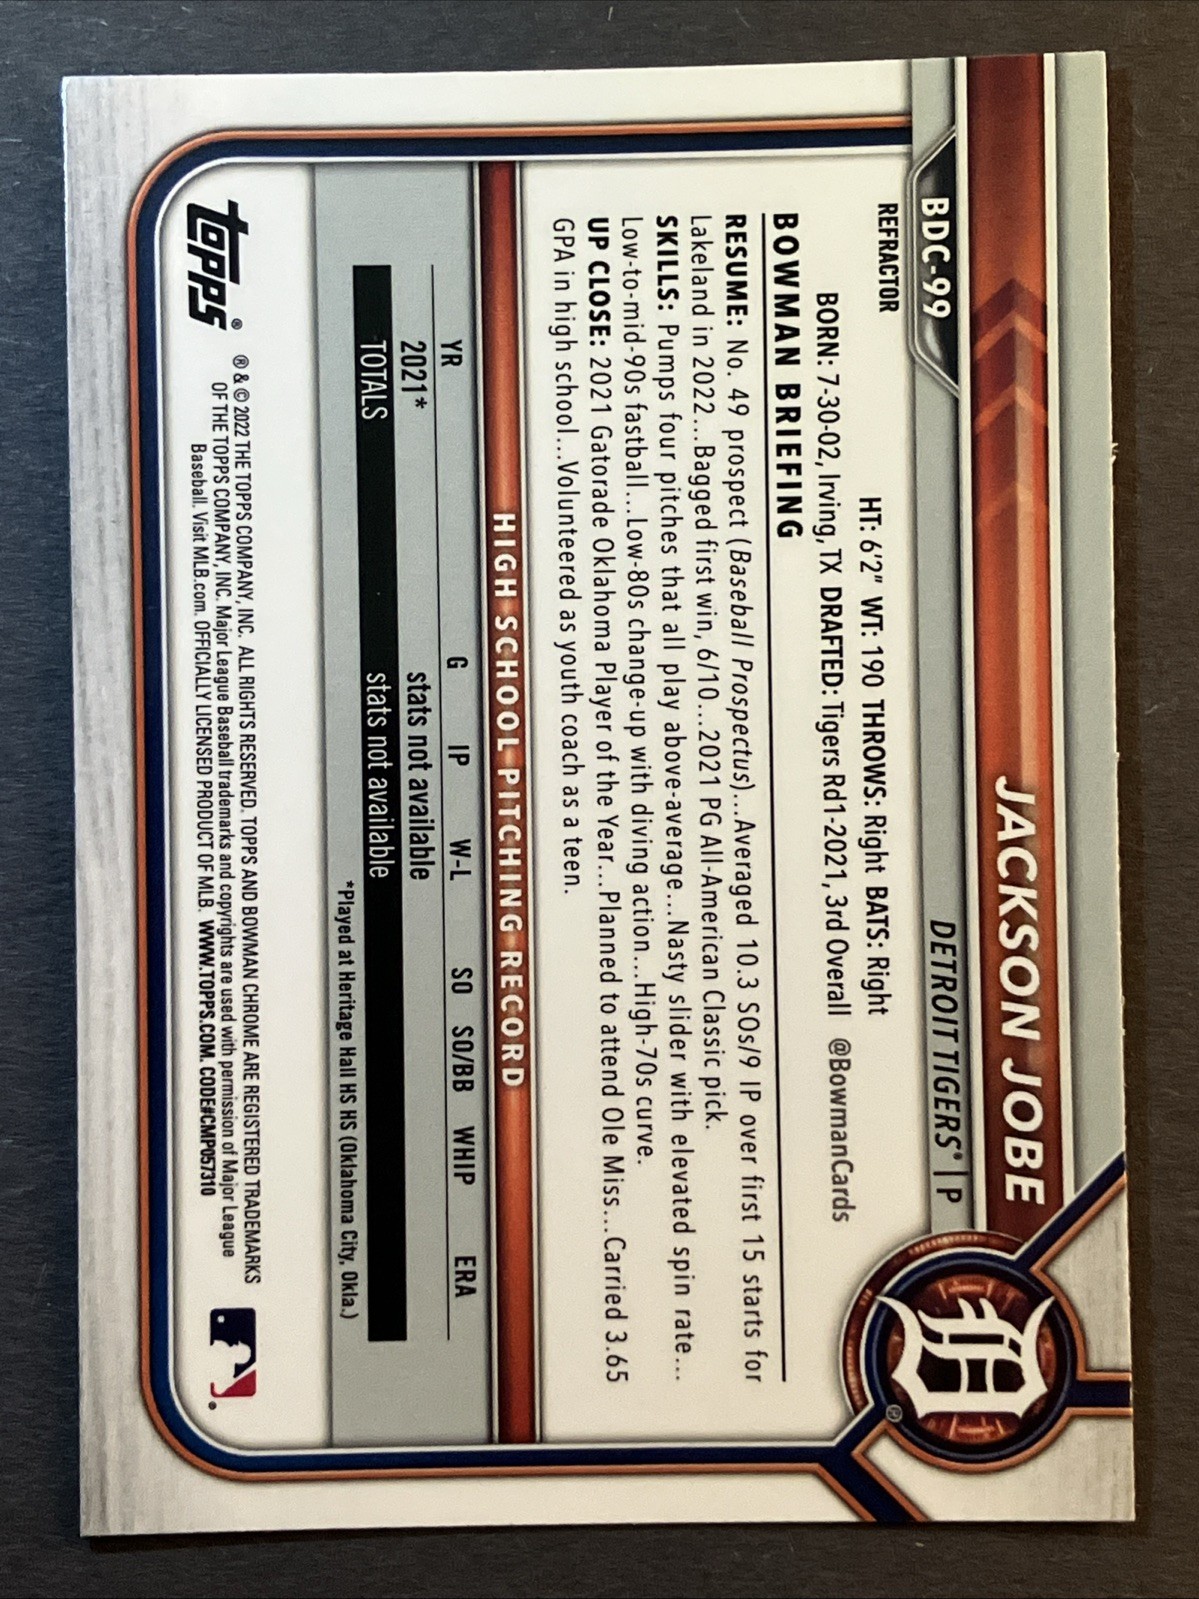 BDC-99
JACKSON JOBE
DETROIT TIGERS® | P
REFRACTOR
HT: 6'2" WT: 190 THROWS: Right BATS: Right
BORN: 7-30-02, Irving, TX DRAFTED: Tigers Rd1-2021, 3rd Overall @BowmanCards
BOWMAN BRIEFING
RESUME: No. 49 prospect (Baseball Prospectus)...Averaged 10.3 SOs/9 IP over first 15 starts for
Lakeland in 2022...Bagged first win, 6/10...2021 PG All-American Classic pick.
SKILLS: Pumps four pitches that all play above-average...Nasty slider with elevated spin rate...
Low-to-mid-90s fastball...Low-80s change-up with diving action...High-70s curve.
UP CLOSE: 2021 Gatorade Oklahoma Player of the Year...Planned to attend Ole Miss...Carried 3.65
GPA in high school...Volunteered as youth coach as a teen.
HIGH SCHOOL PITCHING RECORD
YR G IP W-L SO SO/BB WHIP ERA
2021* stats not available
TOTALS stats not available
*Played at Heritage Hall HS HS (Oklahoma City, Okla.)
topps®
® & © 2022 THE TOPPS COMPANY, INC. ALL RIGHTS RESERVED. TOPPS AND BOWMAN CHROME ARE REGISTERED TRADEMARKS
OF THE TOPPS COMPANY, INC. Major League Baseball trademarks and copyrights are used with permission of Major League
Baseball. Visit MLB.com. OFFICIALLY LICENSED PRODUCT OF MLB. WWW.TOPPS.COM. CODE#CMP057310